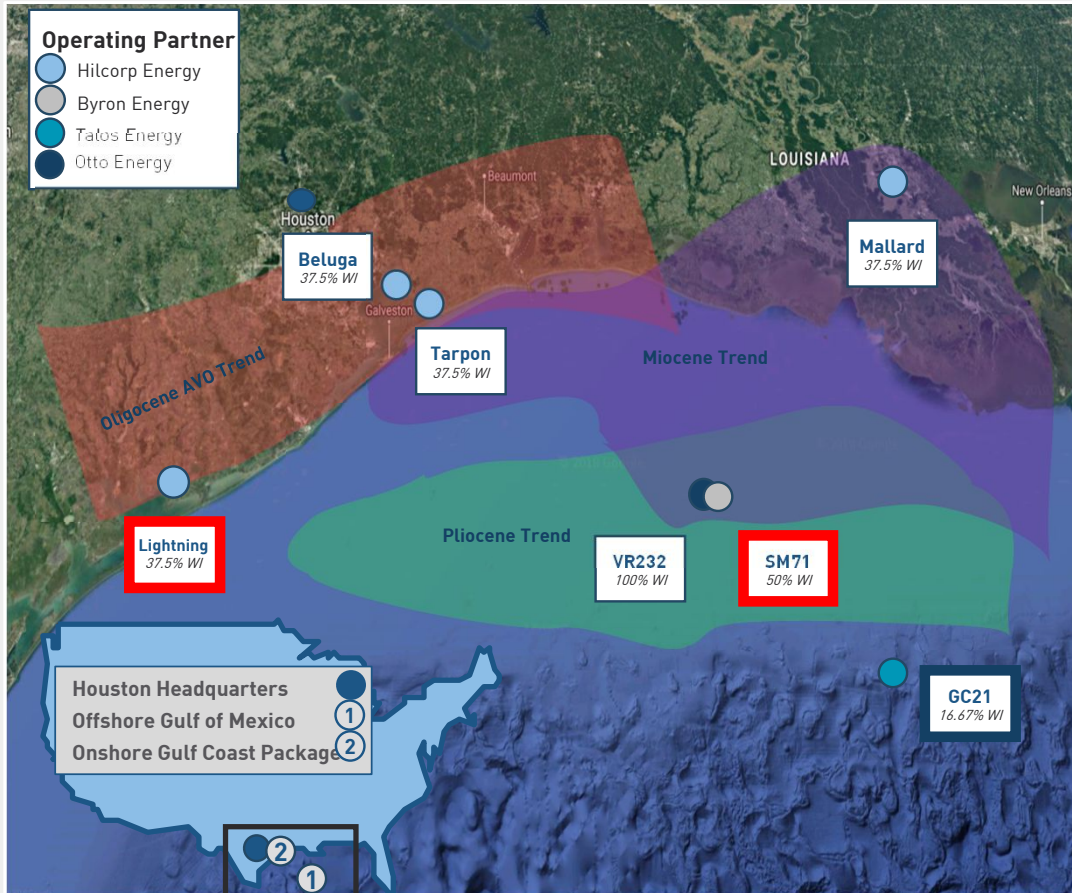 Operating Partner
Hilcorp Energy
Byron Energy
Talos Energy
Otto Energy
LOUISIANA
Beaumont
New Orleans
Houston
Mallard
37.5% WI
Beluga
37.5% WI
Galveston
Tarpon
37.5% WI
Miocene Trend
Oligocene AVO Trend
Pliocene Trend
Lightning
37.5% WI
VR232
100% WI
SM71
50% WI
GC21
16.67% WI
Houston Headquarters
Offshore Gulf of Mexico 1
Onshore Gulf Coast Package 2
2
1